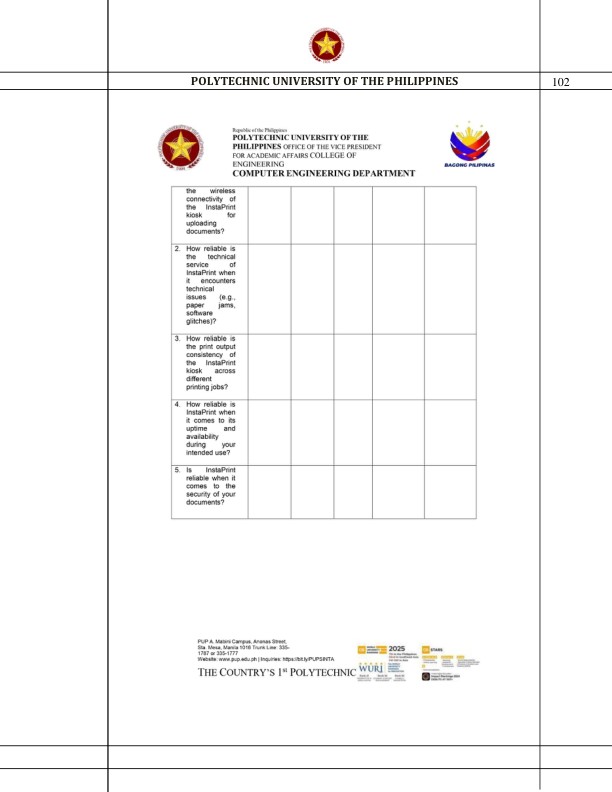 POLYTECHNIC UNIVERSITY OF THE PHILIPPINES
102
Republic of the Philippines
POLYTECHNIC UNIVERSITY OF THE
PHILIPPINES OFFICE OF THE VICE PRESIDENT
FOR ACADEMIC AFFAIRS COLLEGE OF
ENGINEERING
COMPUTER ENGINEERING DEPARTMENT
BAGONG PILIPINAS
the wireless
connectivity of
the InstaPrint
kiosk for
uploading
documents?
2. How reliable is
the technical
service of
InstaPrint when
it encounters
technical
issues (e.g.,
paper jams,
software
glitches)?
3. How reliable is
the print output
consistency of
the InstaPrint
kiosk across
different
printing jobs?
4. How reliable is
InstaPrint when
it comes to its
uptime and
availability
during your
intended use?
5. Is InstaPrint
reliable when it
comes to the
security of your
documents?
PUP A. Mabini Campus, Anonas Street,
Sta. Mesa, Manila 1016 Trunk Line: 335-
1787 or 335-1777
Website: www.pup.edu.ph | Inquiries: https://bit.ly/PUPSINTA
THE COUNTRY'S 1st POLYTECHNIC
2025
STARS
WURI